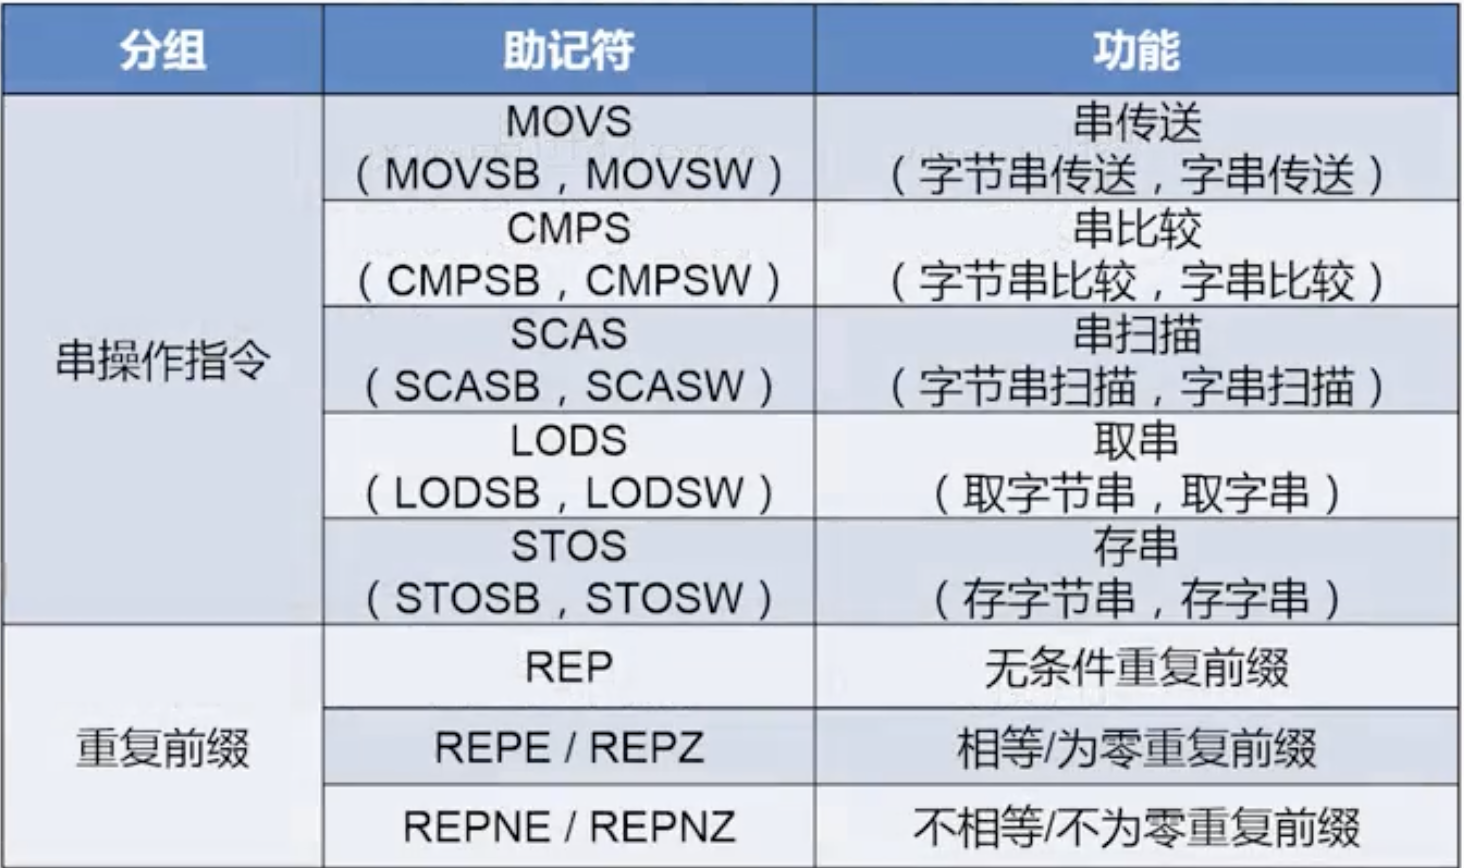 分组 助记符 功能
串操作指令
MOVS 串传送
（MOVSB，MOVSW） （字节串传送，字串传送）
CMPS 串比较
（CMPSB，CMPSW） （字节串比较，字串比较）
SCAS 串扫描
（SCASB，SCASW） （字节串扫描，字串扫描）
LODS 取串
（LODSB，LODSW） （取字节串，取字串）
STOS 存串
（STOSB，STOSW） （存字节串，存字串）
重复前缀
REP 无条件重复前缀
REPE / REPZ 相等/为零重复前缀
REPNE / REPNZ 不相等/不为零重复前缀